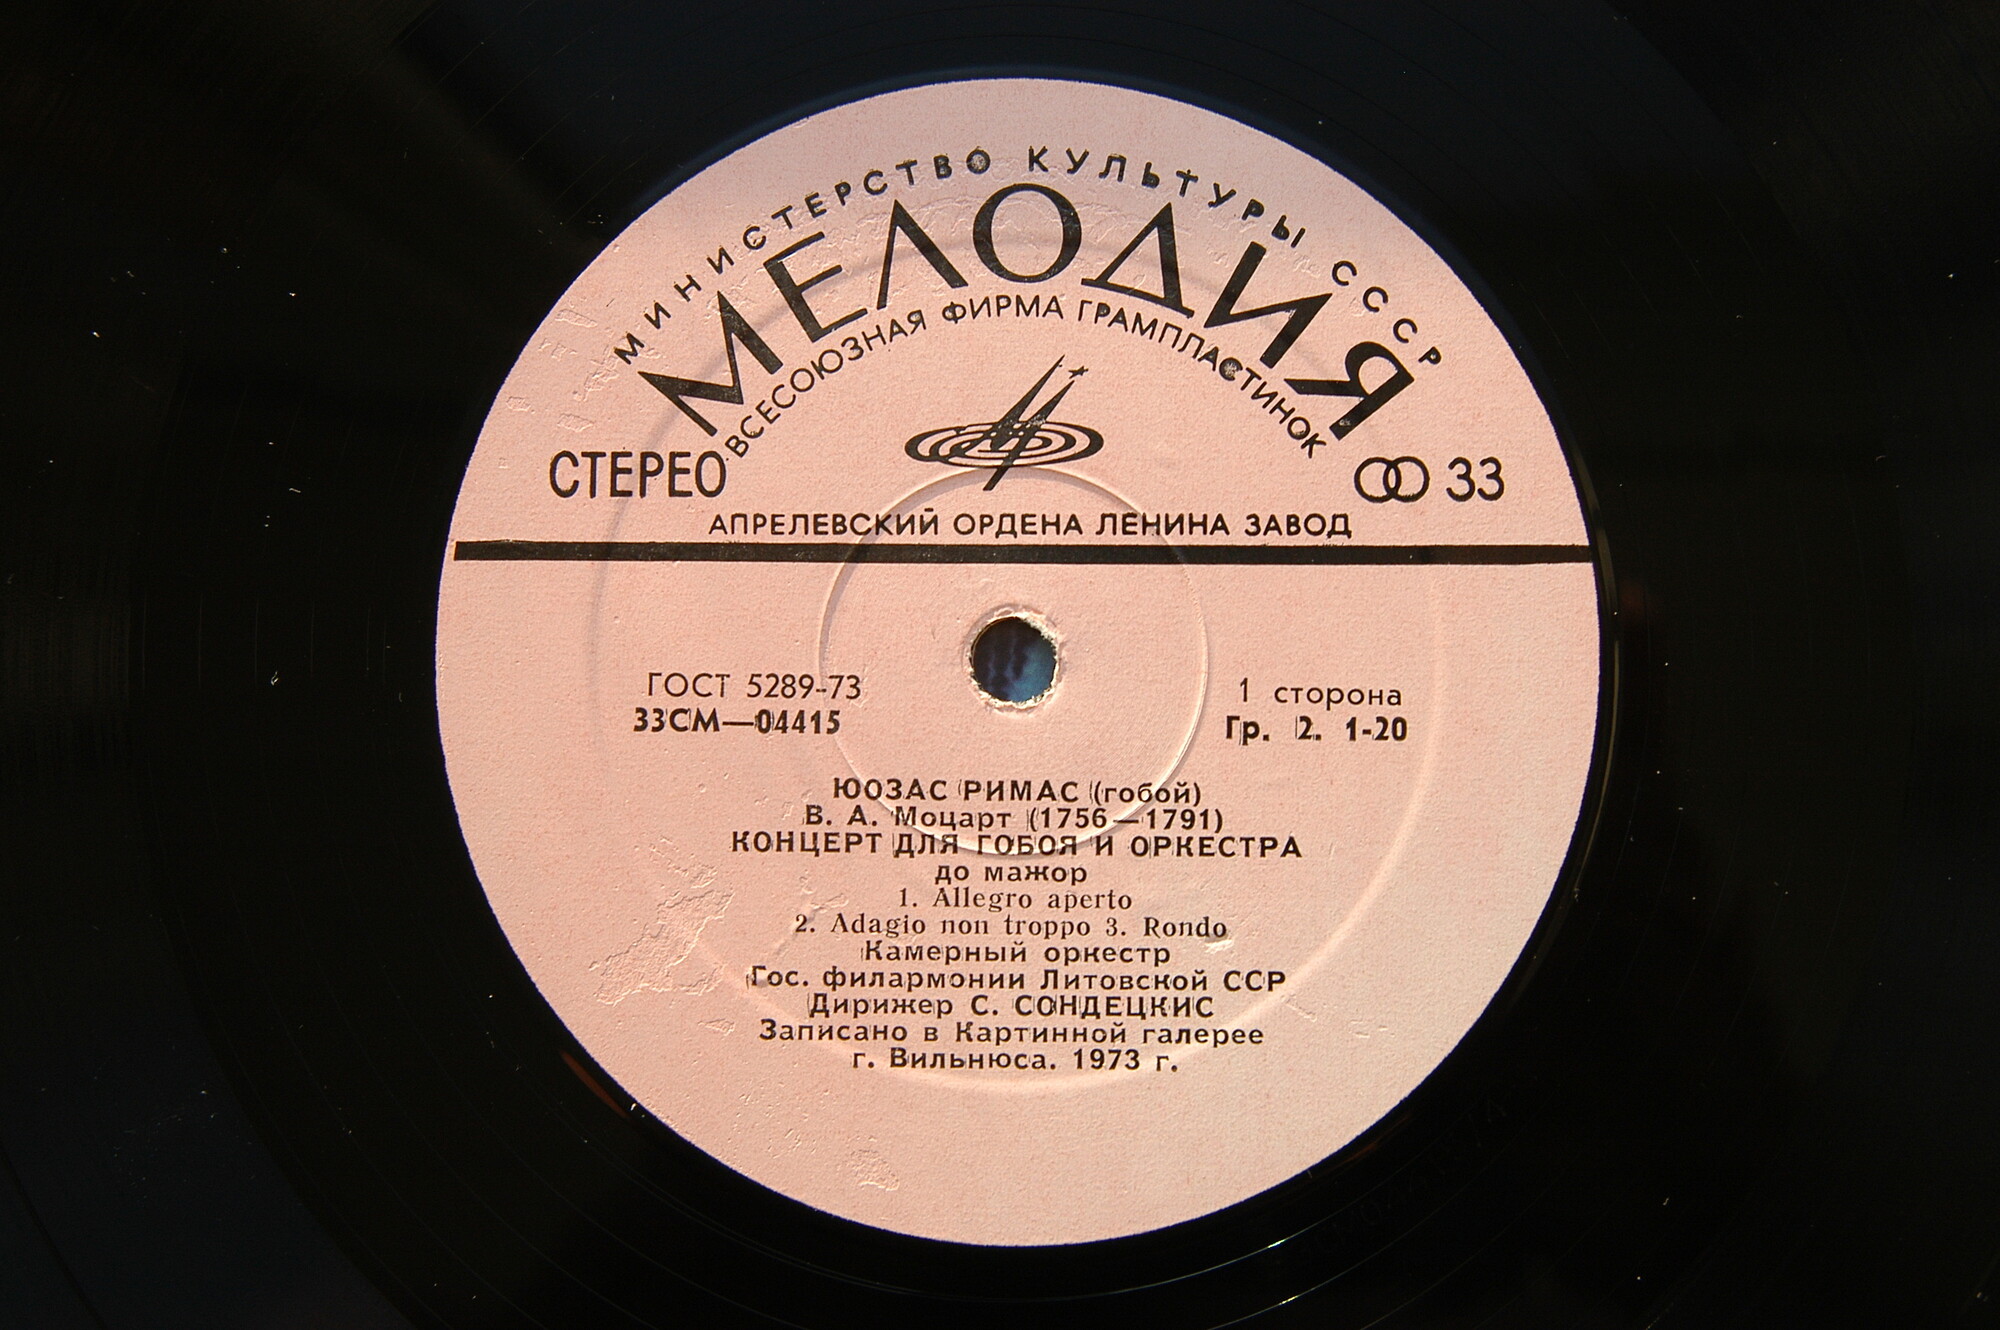 МИНИСТЕРСТВО КУЛЬТУРЫ СССР
МЕЛОДИЯ
ВСЕСОЮЗНАЯ ФИРМА ГРАМПЛАСТИНОК
СТЕРЕО 33
АПРЕЛЕВСКИЙ ОРДЕНА ЛЕНИНА ЗАВОД
ГОСТ 5289-73 1 сторона
33СМ—04415 Гр. 2. 1-20
ЮОЗАС РИМАС (гобой)
В. А. Моцарт (1756—1791)
КОНЦЕРТ ДЛЯ ГОБОЯ И ОРКЕСТРА
до мажор
1. Allegro aperto
2. Adagio non troppo 3. Rondo
Камерный оркестр
Гос. филармонии Литовской ССР
Дирижер С. СОНДЕЦКИС
Записано в Картинной галерее
г. Вильнюса. 1973 г.